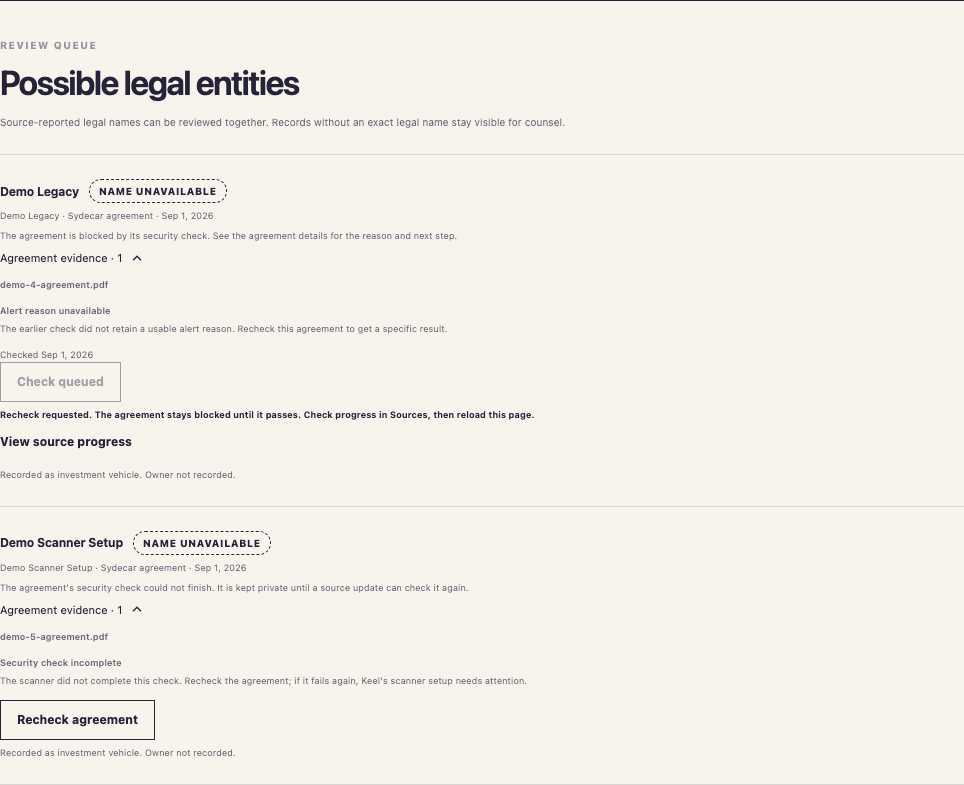 REVIEW QUEUE
Possible legal entities
Source-reported legal names can be reviewed together. Records without an exact legal name stay visible for counsel.
Demo Legacy NAME UNAVAILABLE
Demo Legacy · Sydecar agreement · Sep 1, 2026
The agreement is blocked by its security check. See the agreement details for the reason and next step.
Agreement evidence · 1
demo-4-agreement.pdf
Alert reason unavailable
The earlier check did not retain a usable alert reason. Recheck this agreement to get a specific result.
Checked Sep 1, 2026
Check queued
Recheck requested. The agreement stays blocked until it passes. Check progress in Sources, then reload this page.
View source progress
Recorded as investment vehicle. Owner not recorded.
Demo Scanner Setup NAME UNAVAILABLE
Demo Scanner Setup · Sydecar agreement · Sep 1, 2026
The agreement's security check could not finish. It is kept private until a source update can check it again.
Agreement evidence · 1
demo-5-agreement.pdf
Security check incomplete
The scanner did not complete this check. Recheck the agreement; if it fails again, Keel's scanner setup needs attention.
Recheck agreement
Recorded as investment vehicle. Owner not recorded.